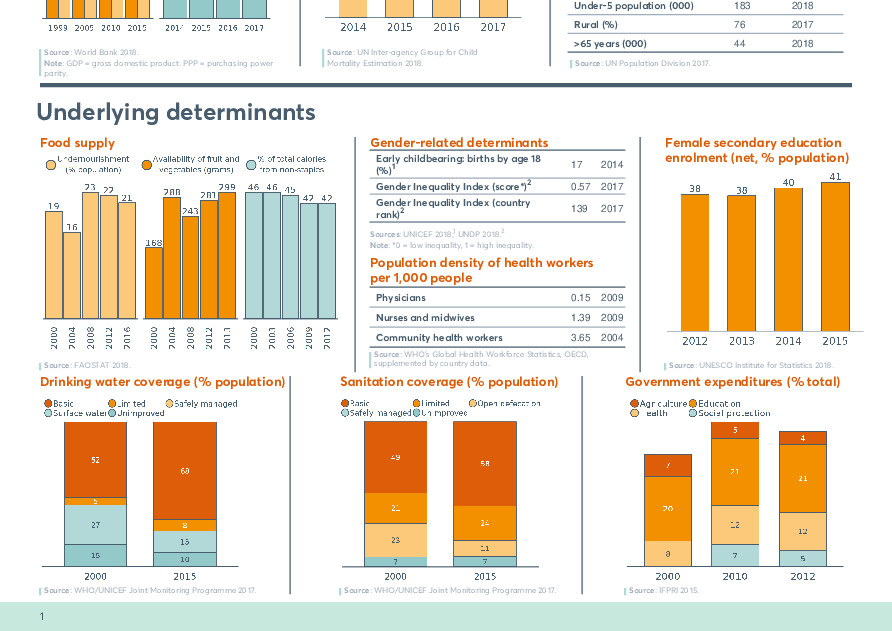 1999 2005 2010 2015
2014 2015 2016 2017
Source: World Bank 2018.
Note: GDP = gross domestic product. PPP = purchasing power
parity.
2014 2015 2016 2017
Source: UN Inter-agency Group for Child
Mortality Estimation 2018.
Under-5 population (000) 183 2018
Rural (%) 76 2017
>65 years (000) 44 2018
Source: UN Population Division 2017.
Underlying determinants
Food supply
Undernourishment
(% population)
Availability of fruit and
vegetables (grams)
% of total calories
from non-staples
19 16 23 22 21
168 288 243 281 299
46 46 45 42 42
2000 2004 2008 2012 2016
2000 2004 2008 2012 2013
2000 2003 2006 2009 2012
Source: FAOSTAT 2018.
Gender-related determinants
Early childbearing: births by age 18
(%)1 17 2014
Gender Inequality Index (score*)2 0.57 2017
Gender Inequality Index (country
rank)2 139 2017
Sources: UNICEF 2018,1 UNDP 2018.2
Note: *0 = low inequality, 1 = high inequality.
Population density of health workers
per 1,000 people
Physicians 0.15 2009
Nurses and midwives 1.39 2009
Community health workers 3.65 2004
Source: WHO's Global Health Workforce Statistics, OECD,
supplemented by country data.
Female secondary education
enrolment (net, % population)
38 38 40 41
2012 2013 2014 2015
Source: UNESCO Institute for Statistics 2018.
Drinking water coverage (% population)
Basic Limited Safely managed
Surface water Unimproved
52 68
5 8
27 15
15 10
2000 2015
Source: WHO/UNICEF Joint Monitoring Programme 2017.
Sanitation coverage (% population)
Basic Limited Open defecation
Safely managed Unimproved
49 58
21 24
23 11
7 7
2000 2015
Source: WHO/UNICEF Joint Monitoring Programme 2017.
Government expenditures (% total)
Agriculture Education
Health Social protection
7 5 4
20 21 21
8 12 12
7 5
2000 2010 2012
Source: IFPRI 2015.
1